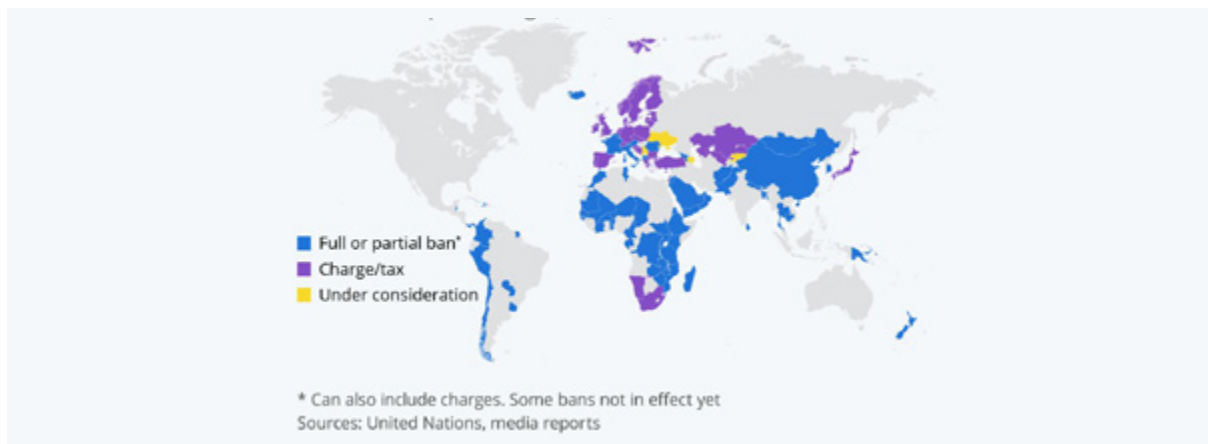 Full or partial ban*
Charge/tax
Under consideration
* Can also include charges. Some bans not in effect yet
Sources: United Nations, media reports